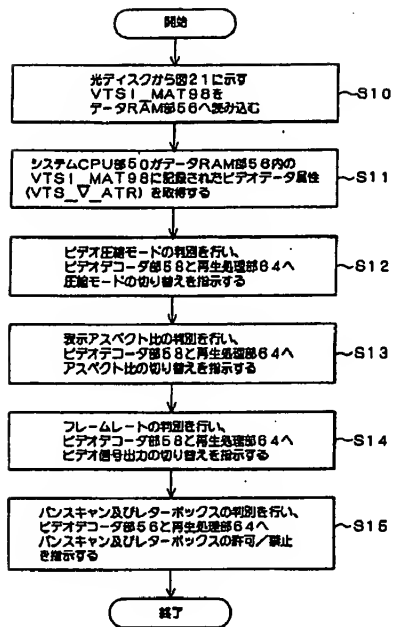 開始
光ディスクから図21に示す
VTSI_MAT98を
データRAM部56へ読み込む
~S10
システムCPU部50がデータRAM部56内の
VTSI_MAT98に記録されたビデオデータ属性
(VTS_▽_ATR)を取得する
~S11
ビデオ圧縮モードの判別を行い、
ビデオデコーダ部58と再生処理部64へ
圧縮モードの切り替えを指示する
~S12
表示アスペクト比の判別を行い、
ビデオデコーダ部58と再生処理部64へ
アスペクト比の切り替えを指示する
~S13
フレームレートの判別を行い、
ビデオデコーダ部58と再生処理部64へ
ビデオ信号出力の切り替えを指示する
~S14
パンスキャン及びレターボックスの判別を行い、
ビデオデコーダ部56と再生処理部64へ
パンスキャン及びレターボックスの許可/禁止
を指示する
~S15
終了